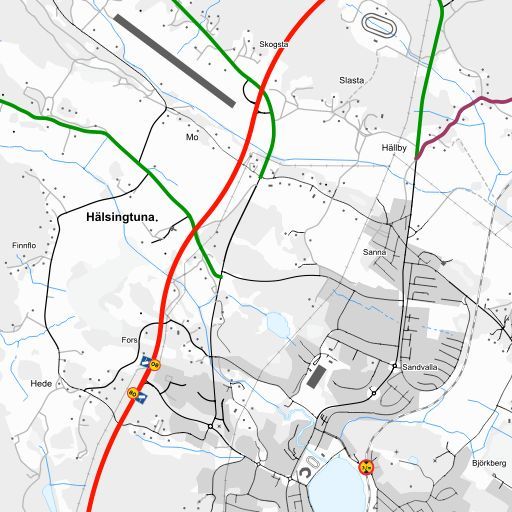 Skogsta
Slasta
Mo
Hällby
Hälsingtuna.
Finnflo
Sanna
Fors
Hede
Sandvalla
Björkberg